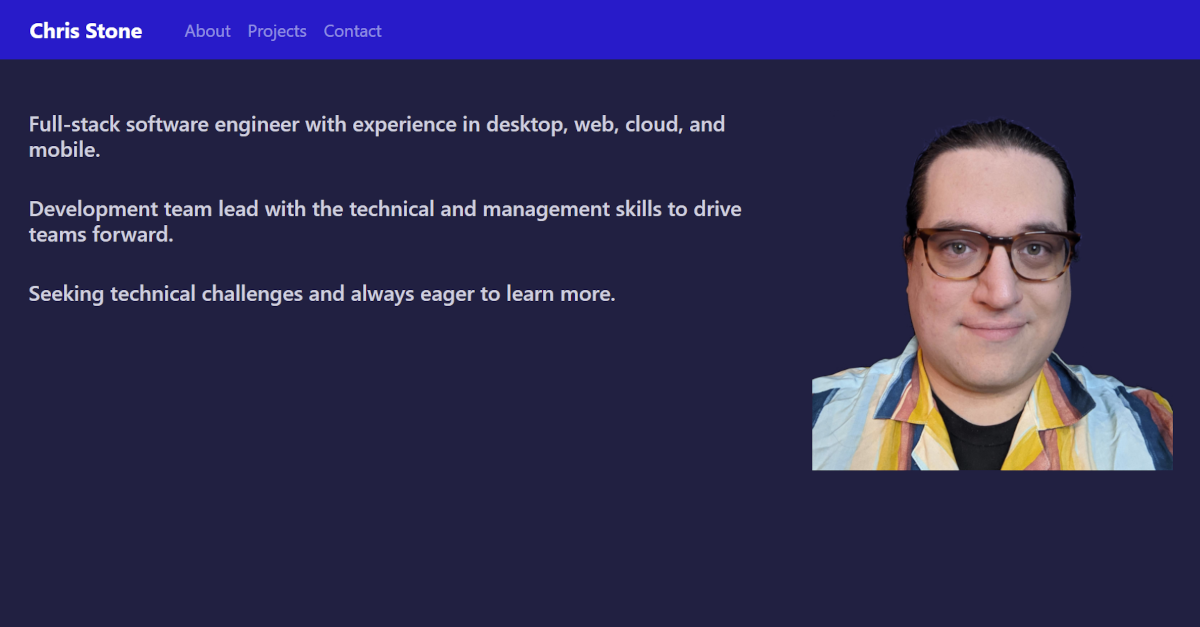 Chris Stone About Projects Contact
Full-stack software engineer with experience in desktop, web, cloud, and
mobile.
Development team lead with the technical and management skills to drive
teams forward.
Seeking technical challenges and always eager to learn more.